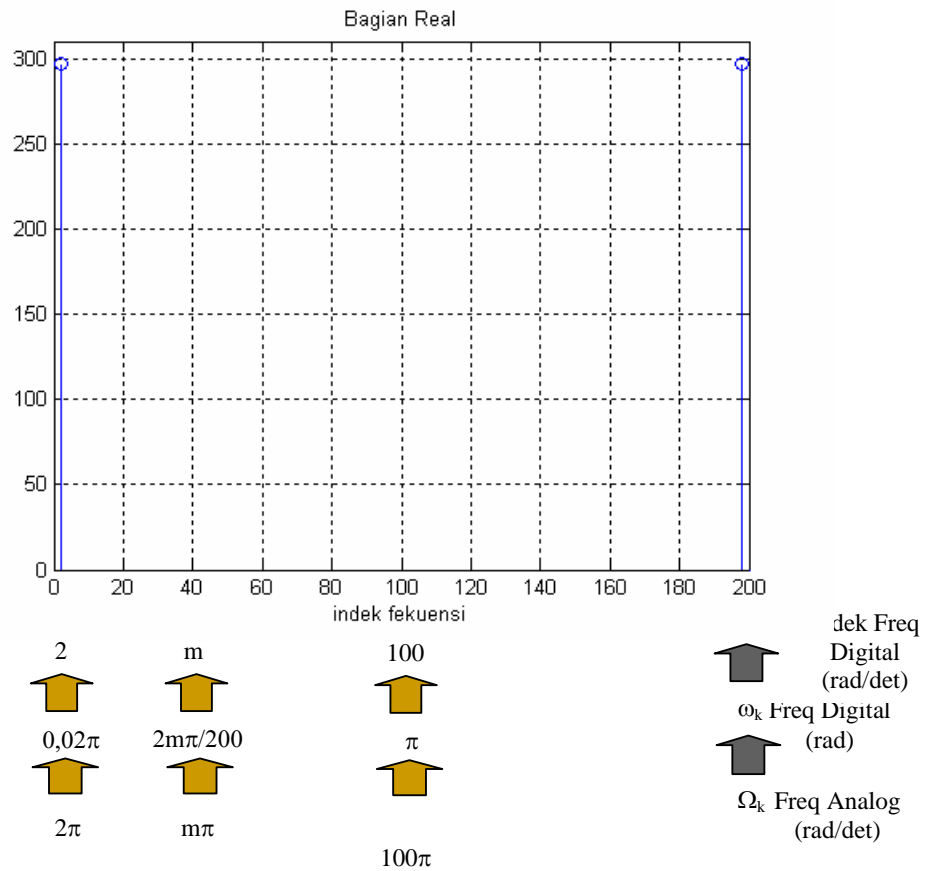 Bagian Real
300
250
200
150
100
50
0
0 20 40 60 80 100 120 140 160 180 200
indek fekuensi
2 m 100 dek Freq
Digital
(rad/det)
0,02π 2mπ/200 π ωk Freq Digital
(rad)
2π mπ Ωk Freq Analog
(rad/det)
100π